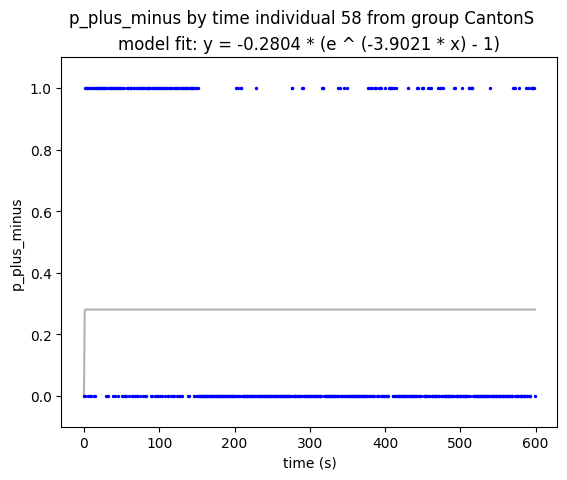 p_plus_minus by time individual 58 from group CantonS
model fit: y = -0.2804 * (e ^ (-3.9021 * x) - 1)
1.0
0.8
0.6
0.4
0.2
0.0
p_plus_minus
0 100 200 300 400 500 600
time (s)